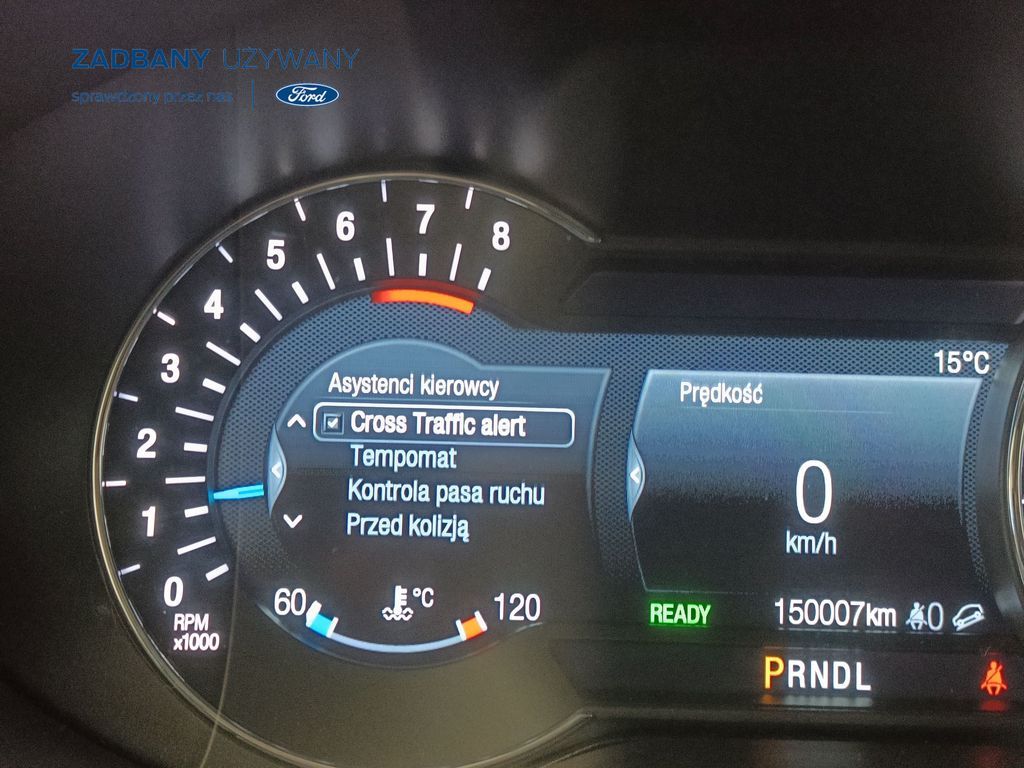 ZADBANY UŻYWANY
sprawdzony przez nas
Ford
8
7
6
5
4
3
2
1
0
RPM
x1000
Asystenci kierowcy
Cross Traffic alert
Tempomat
Kontrola pasa ruchu
Przed kolizją
60
°C
120
15°C
Prędkość
0
km/h
READY
150007km
0
PRNDL